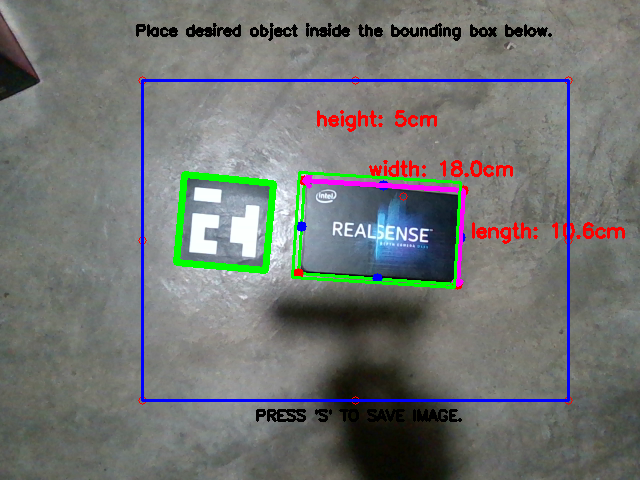 Place desired object inside the bounding box below.
height: 5cm
width: 18.0cm
intel
REALSENSE
length: 10.6cm
PRESS 'S' TO SAVE IMAGE.